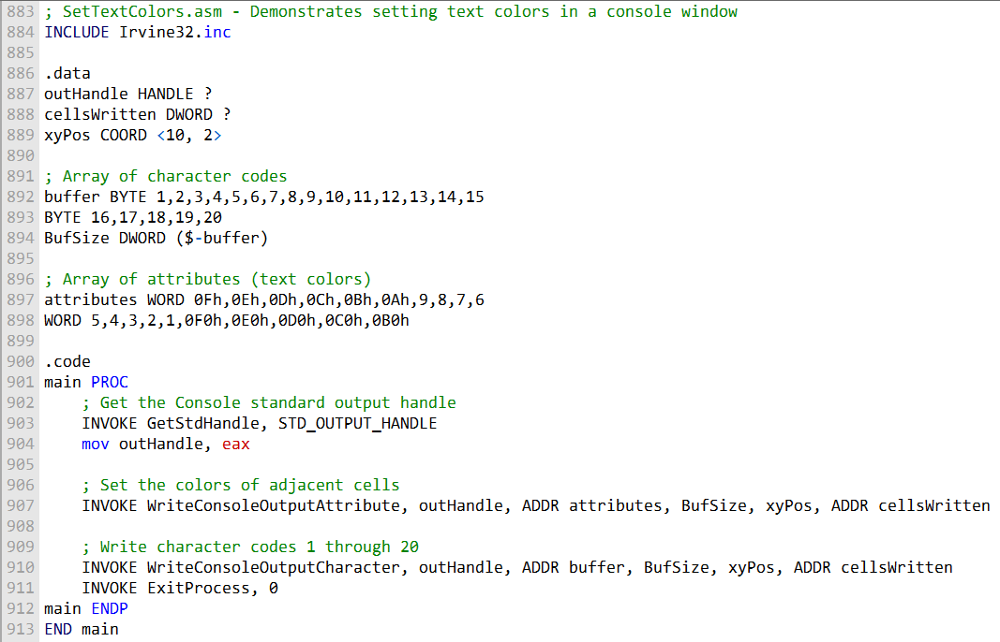 883 ; SetTextColors.asm - Demonstrates setting text colors in a console window
884 INCLUDE Irvine32.inc
885
886 .data
887 outHandle HANDLE ?
888 cellsWritten DWORD ?
889 xyPos COORD <10, 2>
890
891 ; Array of character codes
892 buffer BYTE 1,2,3,4,5,6,7,8,9,10,11,12,13,14,15
893 BYTE 16,17,18,19,20
894 BufSize DWORD ($-buffer)
895
896 ; Array of attributes (text colors)
897 attributes WORD 0Fh,0Eh,0Dh,0Ch,0Bh,0Ah,9,8,7,6
898 WORD 5,4,3,2,1,0F0h,0E0h,0D0h,0C0h,0B0h
899
900 .code
901 main PROC
902     ; Get the Console standard output handle
903     INVOKE GetStdHandle, STD_OUTPUT_HANDLE
904     mov outHandle, eax
905
906     ; Set the colors of adjacent cells
907     INVOKE WriteConsoleOutputAttribute, outHandle, ADDR attributes, BufSize, xyPos, ADDR cellsWritten
908
909     ; Write character codes 1 through 20
910     INVOKE WriteConsoleOutputCharacter, outHandle, ADDR buffer, BufSize, xyPos, ADDR cellsWritten
911     INVOKE ExitProcess, 0
912 main ENDP
913 END main